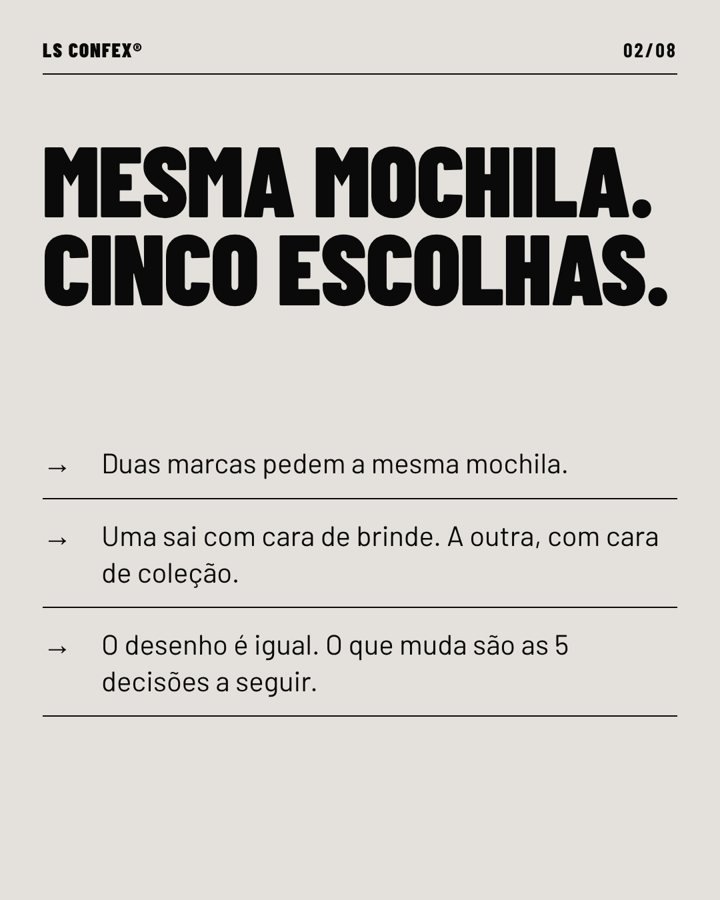 LS CONFEX®
02/08
MESMA MOCHILA.
CINCO ESCOLHAS.
→ Duas marcas pedem a mesma mochila.
→ Uma sai com cara de brinde. A outra, com cara
de coleção.
→ O desenho é igual. O que muda são as 5
decisões a seguir.